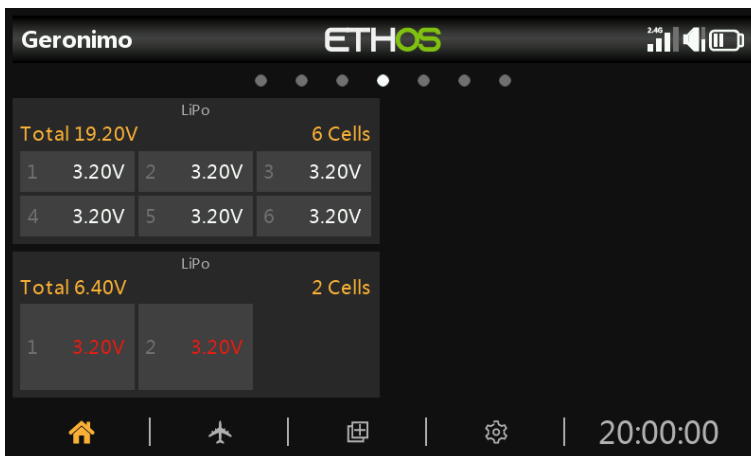 Geronimo ETHOS 2.4G
LiPo
Total 19.20V 6 Cells
1 3.20V 2 3.20V 3 3.20V
4 3.20V 5 3.20V 6 3.20V
LiPo
Total 6.40V 2 Cells
1 3.20V 2 3.20V
20:00:00